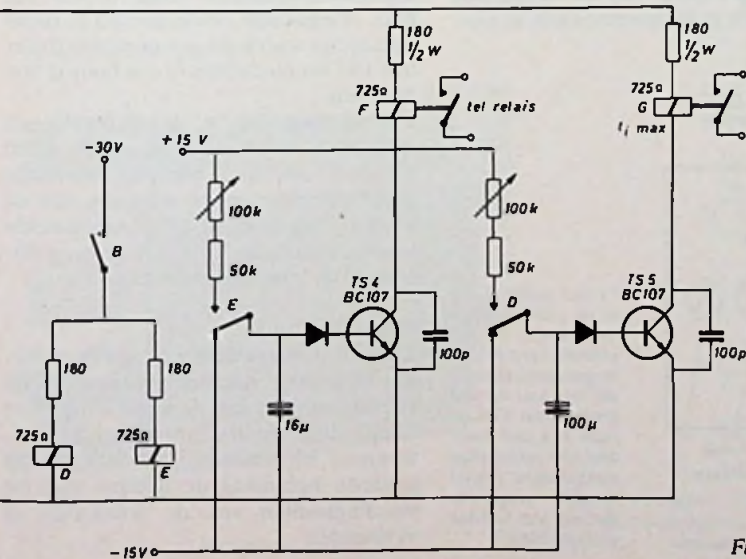 180
1/2 W
180
1/2 W
725Ω
F
tel relais
725Ω
G
ti max
-30V
+15 V
B
100k
50k
E
TS 4
BC107
100p
16µ
100k
50k
D
TS 5
BC107
100p
100µ
180
180
725Ω
D
725Ω
E
-15V